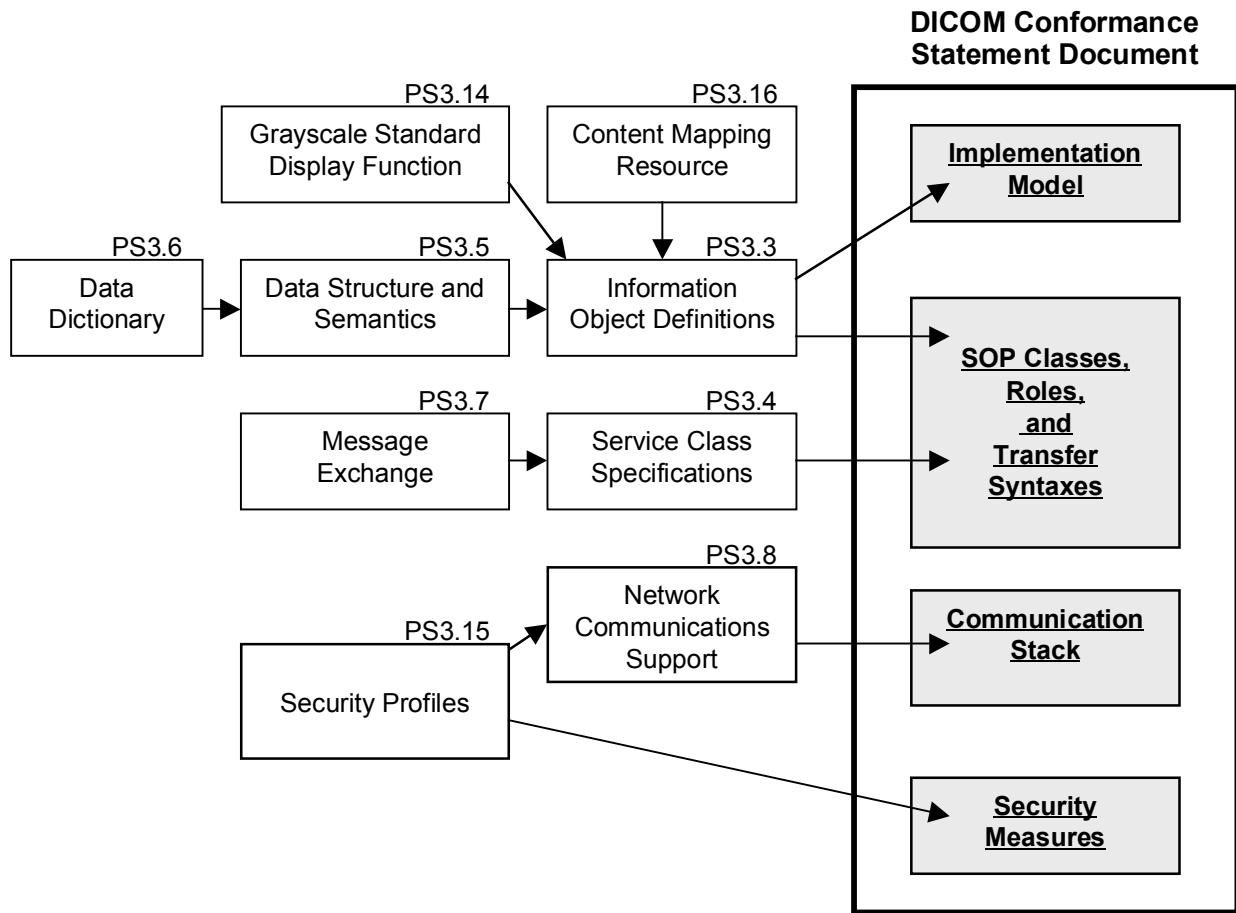 DICOM Conformance
Statement Document
PS3.14
Grayscale Standard
Display Function
PS3.16
Content Mapping
Resource
Implementation
Model
PS3.6
Data
Dictionary
PS3.5
Data Structure and
Semantics
PS3.3
Information
Object Definitions
SOP Classes,
Roles,
and
Transfer
Syntaxes
PS3.7
Message
Exchange
PS3.4
Service Class
Specifications
PS3.8
Network
Communications
Support
Communication
Stack
PS3.15
Security Profiles
Security
Measures